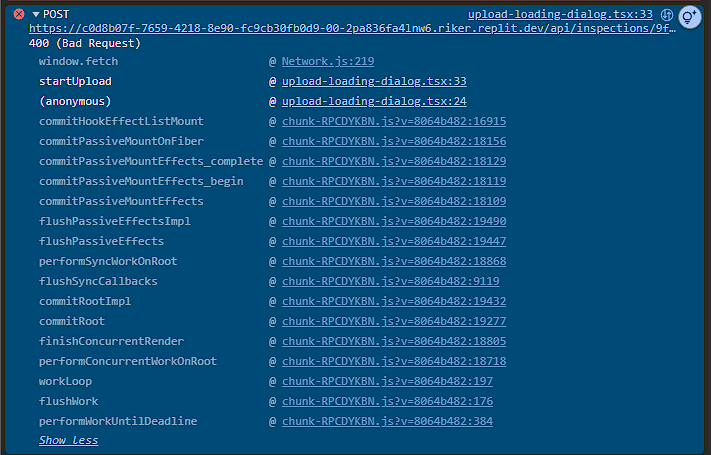 POST upload-loading-dialog.tsx:33
https://c0d8b07f-7659-4218-8e90-fc9cb30fb0d9-00-2pa836fa4lnw6.riker.replit.dev/api/inspections/9f…
400 (Bad Request)
window.fetch @ Network.js:219
startUpload @ upload-loading-dialog.tsx:33
(anonymous) @ upload-loading-dialog.tsx:24
commitHookEffectListMount @ chunk-RPCDYKBN.js?v=8064b482:16915
commitPassiveMountOnFiber @ chunk-RPCDYKBN.js?v=8064b482:18156
commitPassiveMountEffects_complete @ chunk-RPCDYKBN.js?v=8064b482:18129
commitPassiveMountEffects_begin @ chunk-RPCDYKBN.js?v=8064b482:18119
commitPassiveMountEffects @ chunk-RPCDYKBN.js?v=8064b482:18109
flushPassiveEffectsImpl @ chunk-RPCDYKBN.js?v=8064b482:19490
flushPassiveEffects @ chunk-RPCDYKBN.js?v=8064b482:19447
performSyncWorkOnRoot @ chunk-RPCDYKBN.js?v=8064b482:18868
flushSyncCallbacks @ chunk-RPCDYKBN.js?v=8064b482:9119
commitRootImpl @ chunk-RPCDYKBN.js?v=8064b482:19432
commitRoot @ chunk-RPCDYKBN.js?v=8064b482:19277
finishConcurrentRender @ chunk-RPCDYKBN.js?v=8064b482:18805
performConcurrentWorkOnRoot @ chunk-RPCDYKBN.js?v=8064b482:18718
workLoop @ chunk-RPCDYKBN.js?v=8064b482:197
flushWork @ chunk-RPCDYKBN.js?v=8064b482:176
performWorkUntilDeadline @ chunk-RPCDYKBN.js?v=8064b482:384
Show less